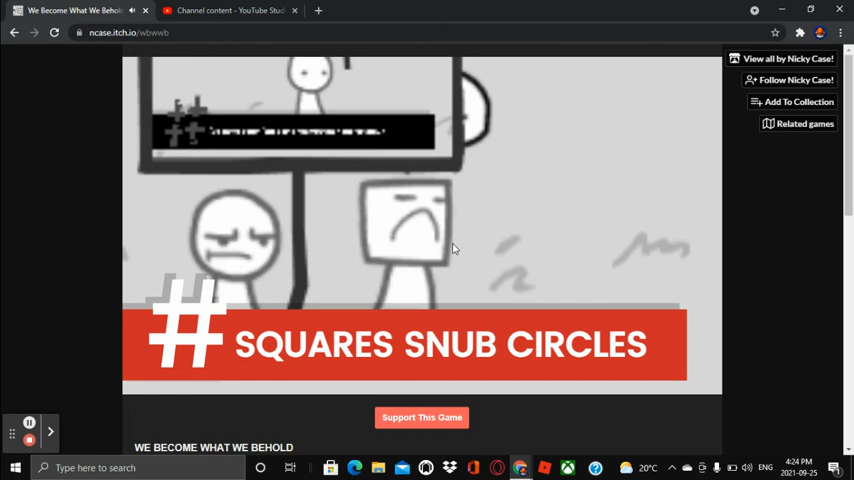 We Become What We Behold
Channel content - YouTube Stud
ncase.itch.io/wbwwb
View all by Nicky Case!
Follow Nicky Case!
Add To Collection
Related games
# SQUARES SNUB CIRCLES
Support This Game
WE BECOME WHAT WE BEHOLD
Type here to search
20°C
ENG
4:24 PM
2021-09-25